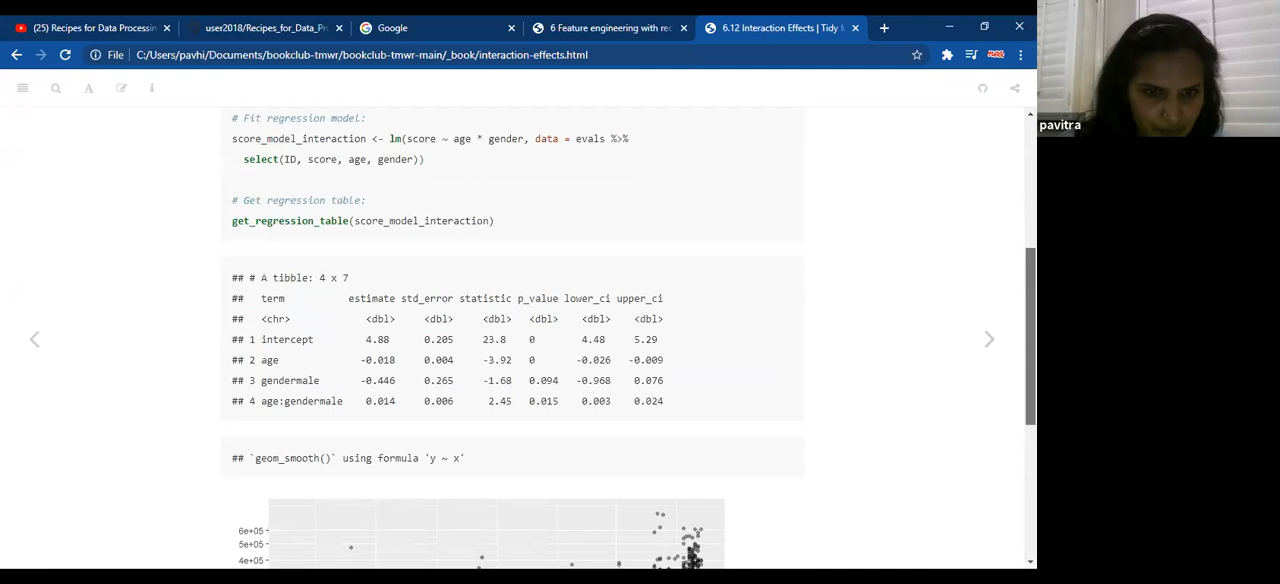 (25) Recipes for Data Processin
user2018/Recipes_for_Data_Pr
Google
6 Feature engineering with rec
6.12 Interaction Effects | Tidy M
File
C:/Users/pavhi/Documents/bookclub-tmwr/bookclub-tmwr-main/_book/interaction-effects.html
pavitra
# Fit regression model:
score_model_interaction <- lm(score ~ age * gender, data = evals %>%
select(ID, score, age, gender))
# Get regression table:
get_regression_table(score_model_interaction)
## # A tibble: 4 x 7
## term estimate std_error statistic p_value lower_ci upper_ci
## <chr> <dbl> <dbl> <dbl> <dbl> <dbl> <dbl>
## 1 intercept 4.88 0.205 23.8 0 4.48 5.29
## 2 age -0.018 0.004 -3.92 0 -0.026 -0.009
## 3 gendermale -0.446 0.265 -1.68 0.094 -0.968 0.076
## 4 age:gendermale 0.014 0.006 2.45 0.015 0.003 0.024
## `geom_smooth()` using formula 'y ~ x'
6e+05
5e+05
4e+05